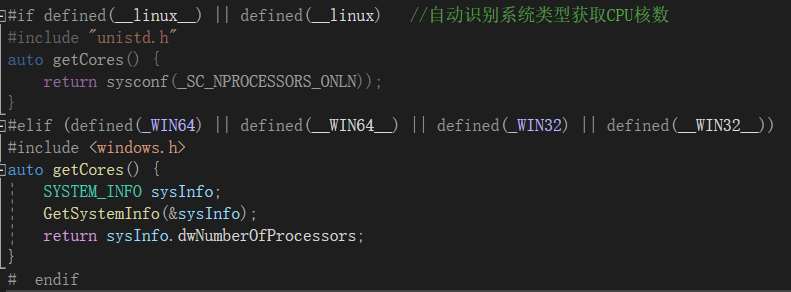 #if defined(__linux__) || defined(__linux)   //自动识别系统类型获取CPU核数
#include "unistd.h"
auto getCores() {
    return sysconf(_SC_NPROCESSORS_ONLN));
}
#elif (defined(_WIN64) || defined(__WIN64__) || defined(_WIN32) || defined(__WIN32__))
#include <windows.h>
auto getCores() {
    SYSTEM_INFO sysInfo;
    GetSystemInfo(&sysInfo);
    return sysInfo.dwNumberOfProcessors;
}
#  endif